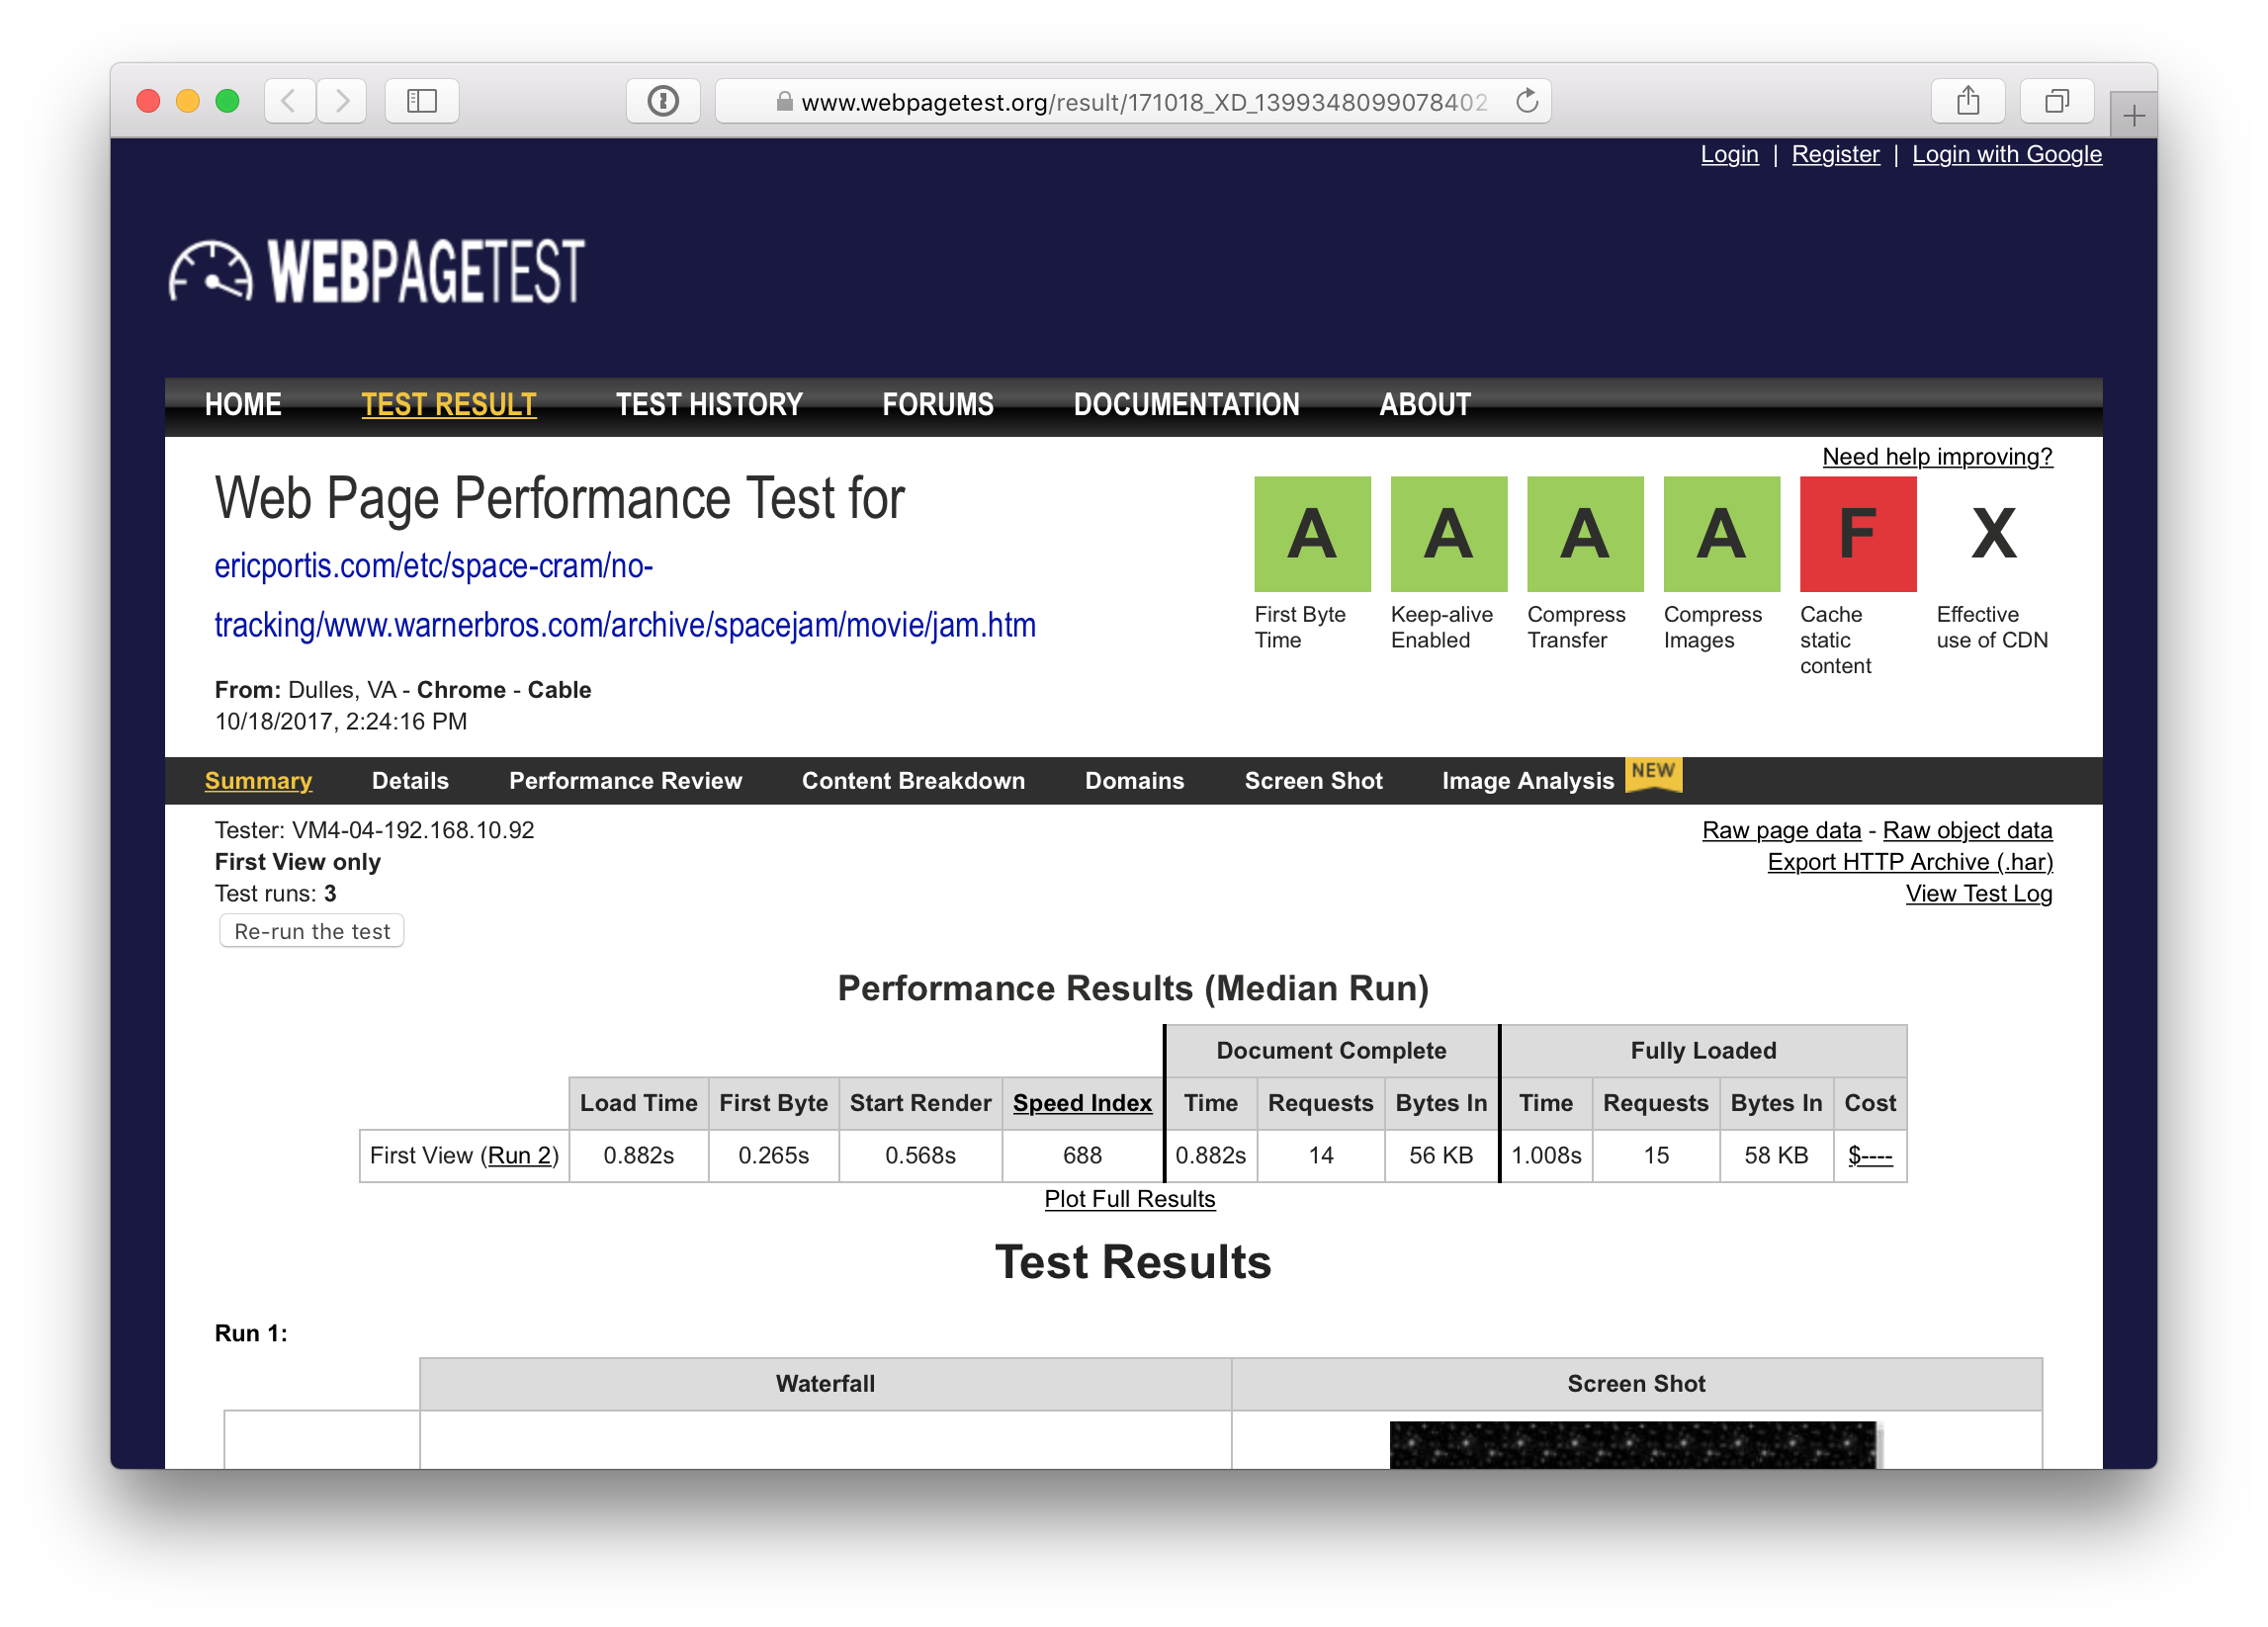 www.webpagetest.org/result/171018_XD_1399348099078402
Login | Register | Login with Google
WEBPAGETEST
HOME TEST RESULT TEST HISTORY FORUMS DOCUMENTATION ABOUT
Need help improving?
Web Page Performance Test for
ericportis.com/etc/space-cram/no-
tracking/www.warnerbros.com/archive/spacejam/movie/jam.htm
From: Dulles, VA - Chrome - Cable
10/18/2017, 2:24:16 PM
A A A A F X
First Byte Time
Keep-alive Enabled
Compress Transfer
Compress Images
Cache static content
Effective use of CDN
Summary Details Performance Review Content Breakdown Domains Screen Shot Image Analysis NEW
Tester: VM4-04-192.168.10.92
First View only
Test runs: 3
Re-run the test
Raw page data - Raw object data
Export HTTP Archive (.har)
View Test Log
Performance Results (Median Run)
Document Complete Fully Loaded
Load Time First Byte Start Render Speed Index Time Requests Bytes In Time Requests Bytes In Cost
First View (Run 2) 0.882s 0.265s 0.568s 688 0.882s 14 56 KB 1.008s 15 58 KB $----
Plot Full Results
Test Results
Run 1:
Waterfall Screen Shot